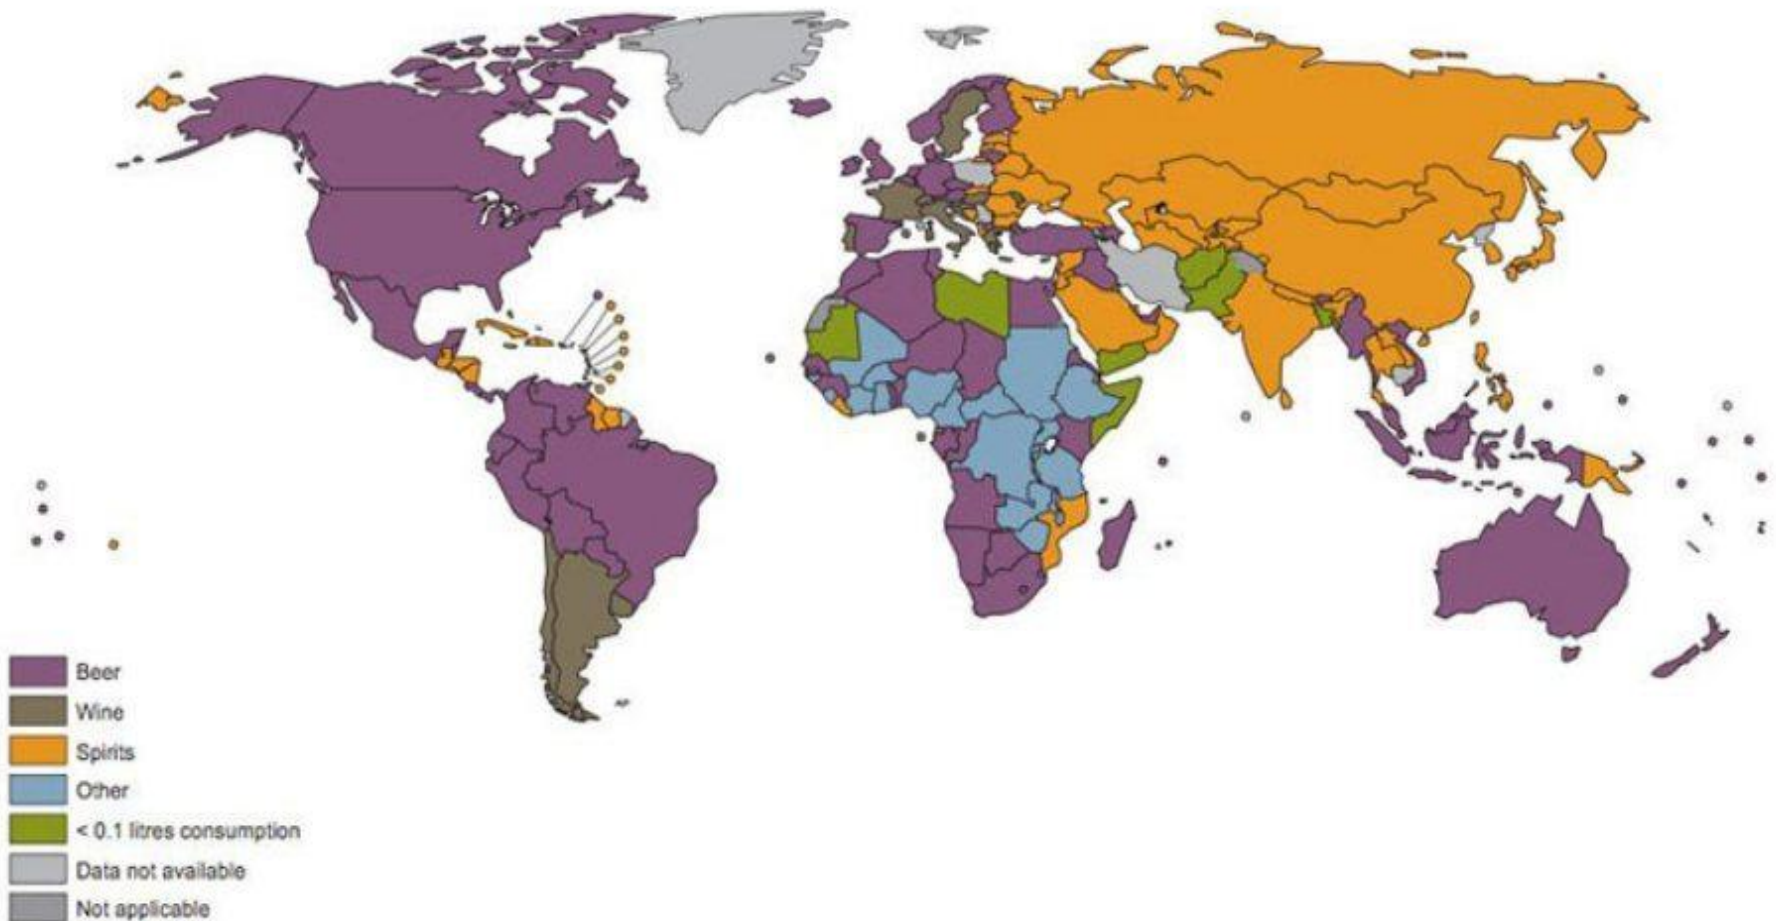 Beer
Wine
Spirits
Other
< 0.1 litres consumption
Data not available
Not applicable